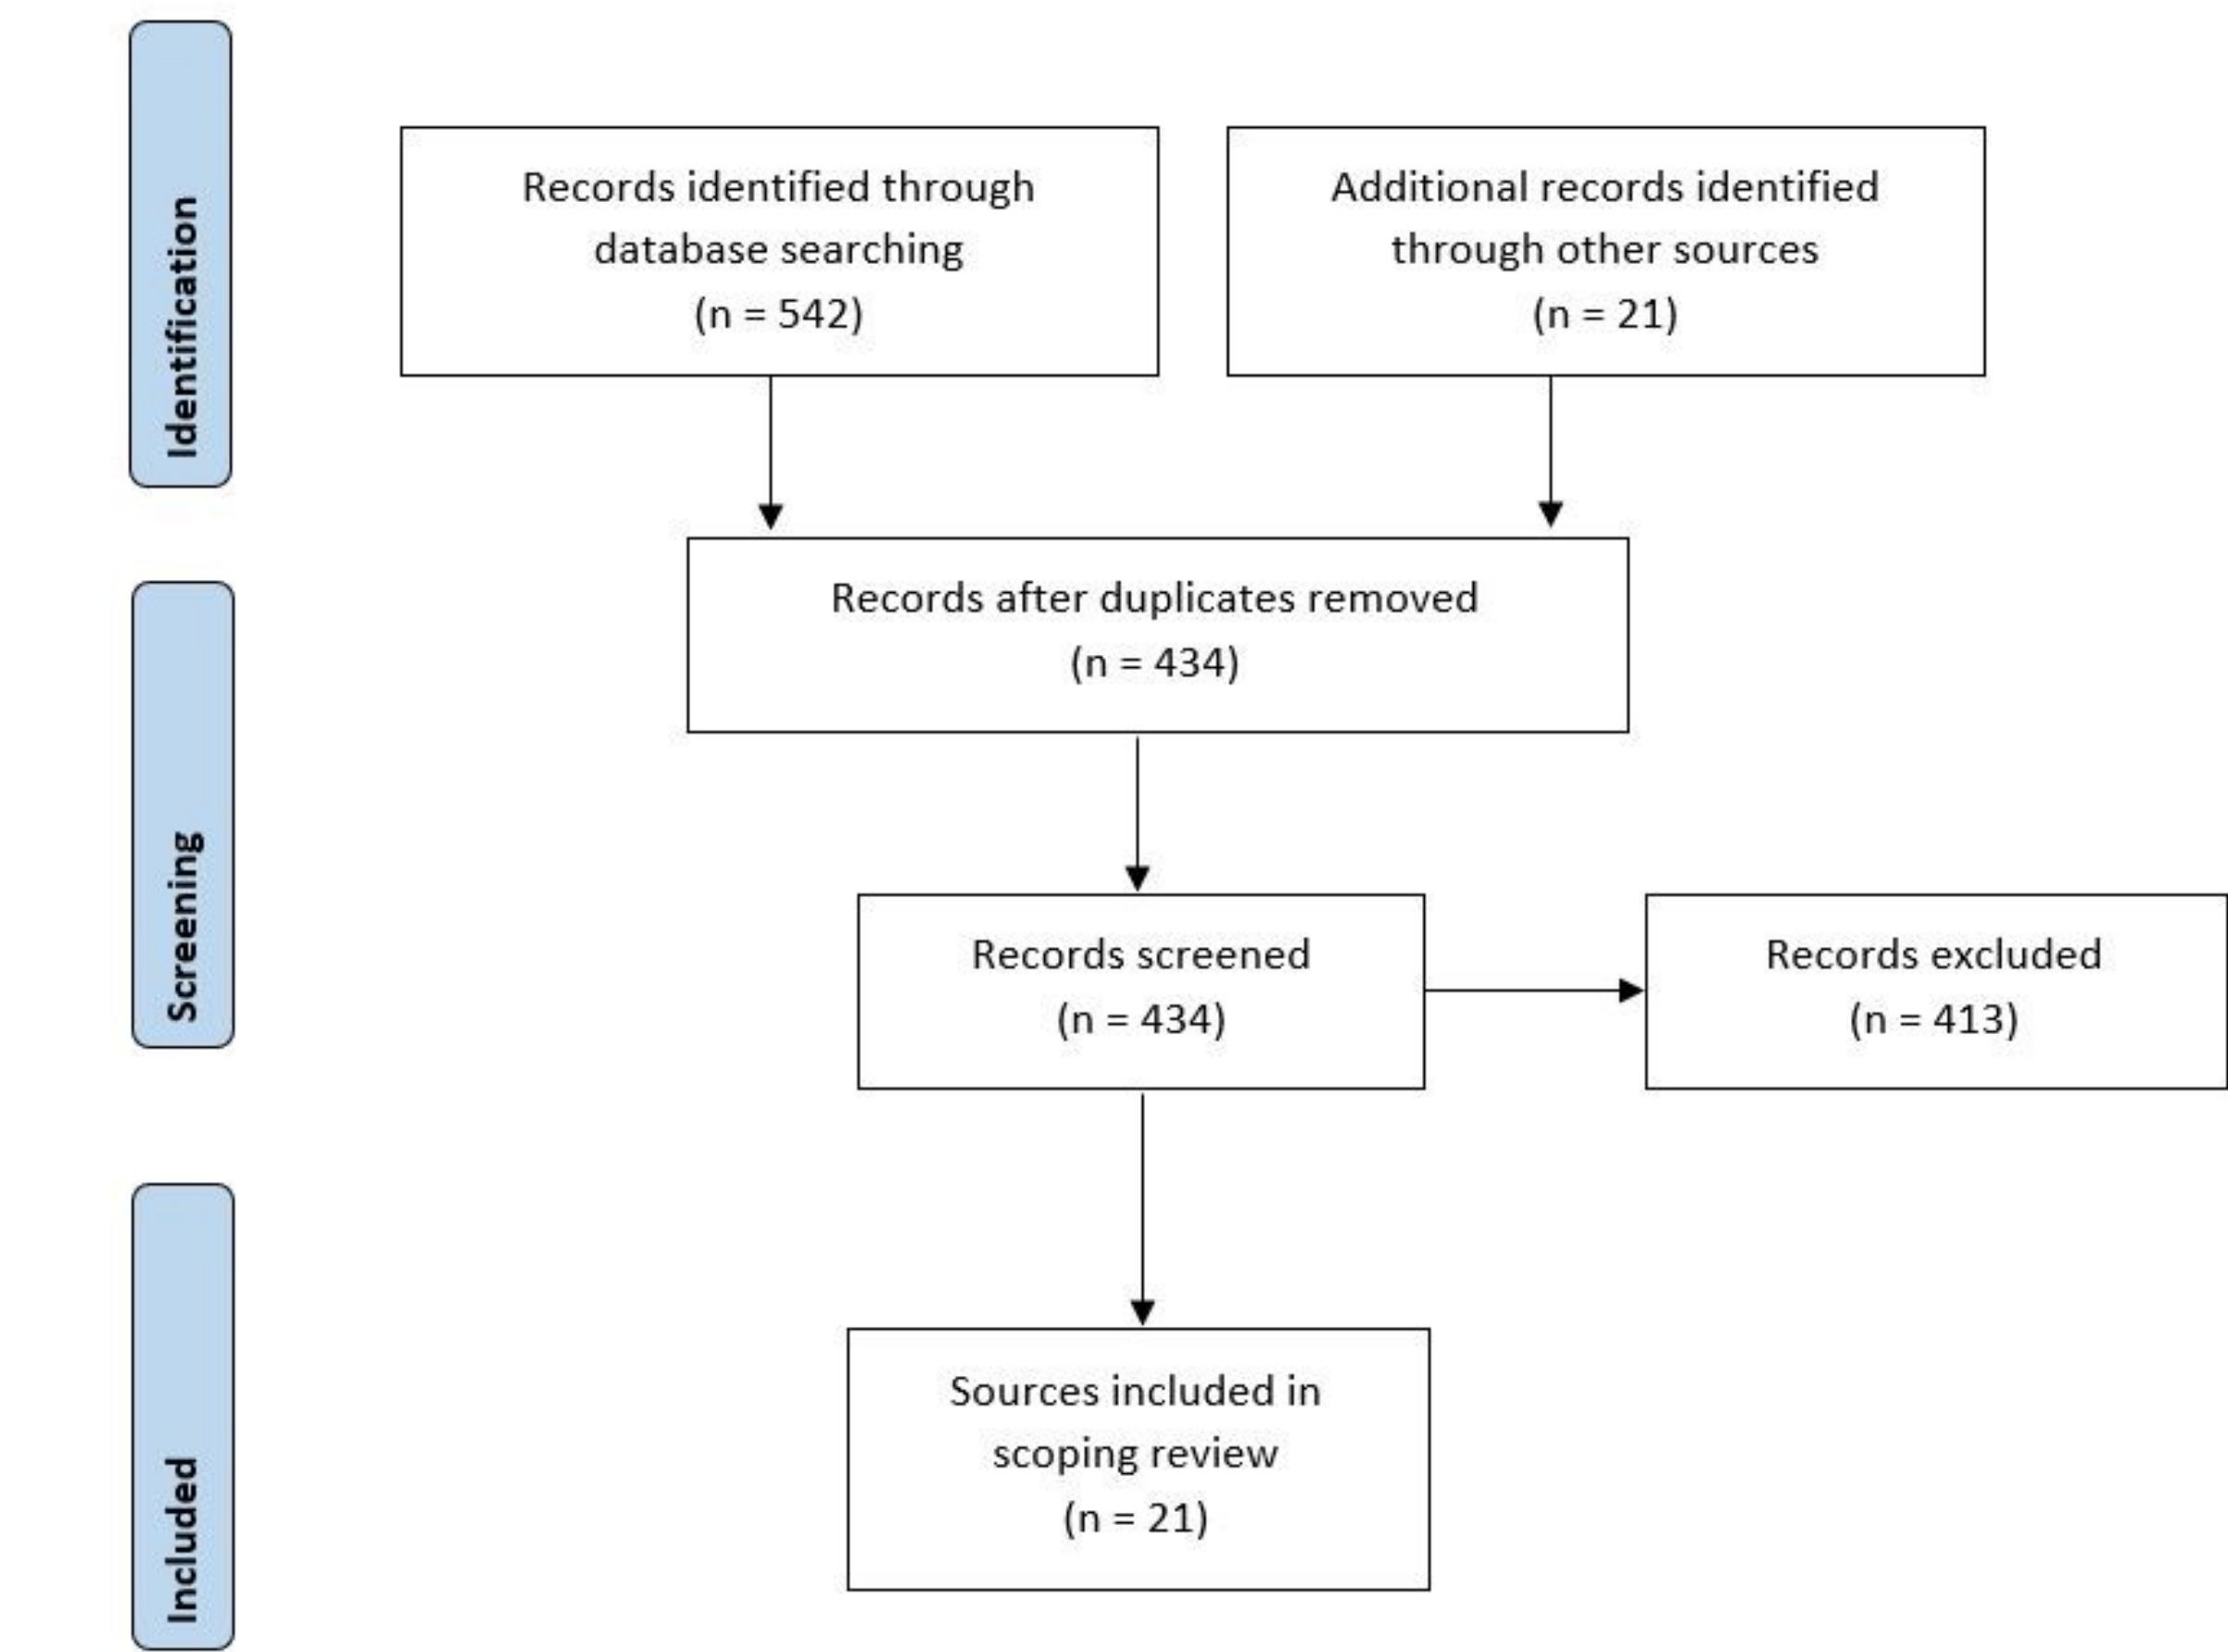 Identification
Records identified through
database searching
(n = 542)
Additional records identified
through other sources
(n = 21)
Screening
Records after duplicates removed
(n = 434)
Records screened
(n = 434)
Records excluded
(n = 413)
Included
Sources included in
scoping review
(n = 21)